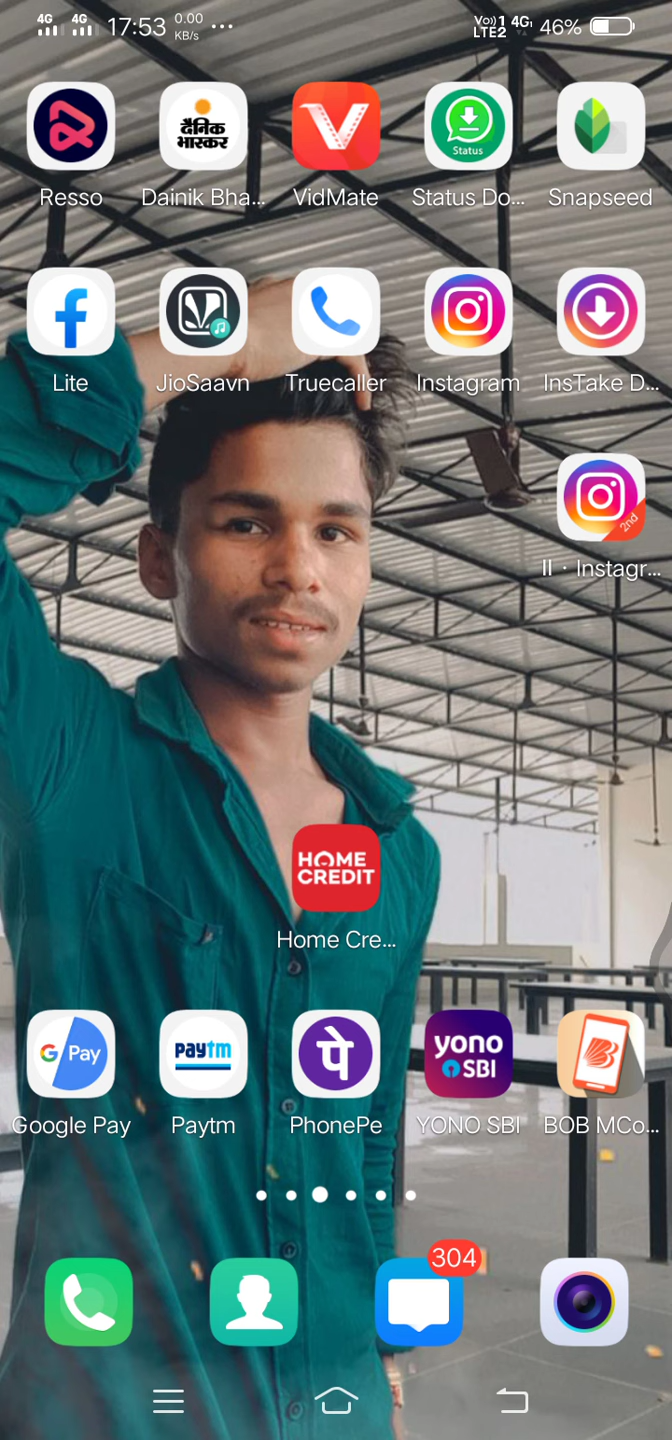 4G 4G 17:53 0.00 KB/s ... Vo))1 LTE2 4G 46%
दैनिक
भास्कर
Status
Resso Dainik Bha... VidMate Status Do... Snapseed
Lite JioSaavn Truecaller Instagram InsTake D...
2nd
II · Instagr...
HOME
CREDIT
Home Cre...
G Pay paytm पे yono SBI
Google Pay Paytm PhonePe YONO SBI BOB MCo...
304